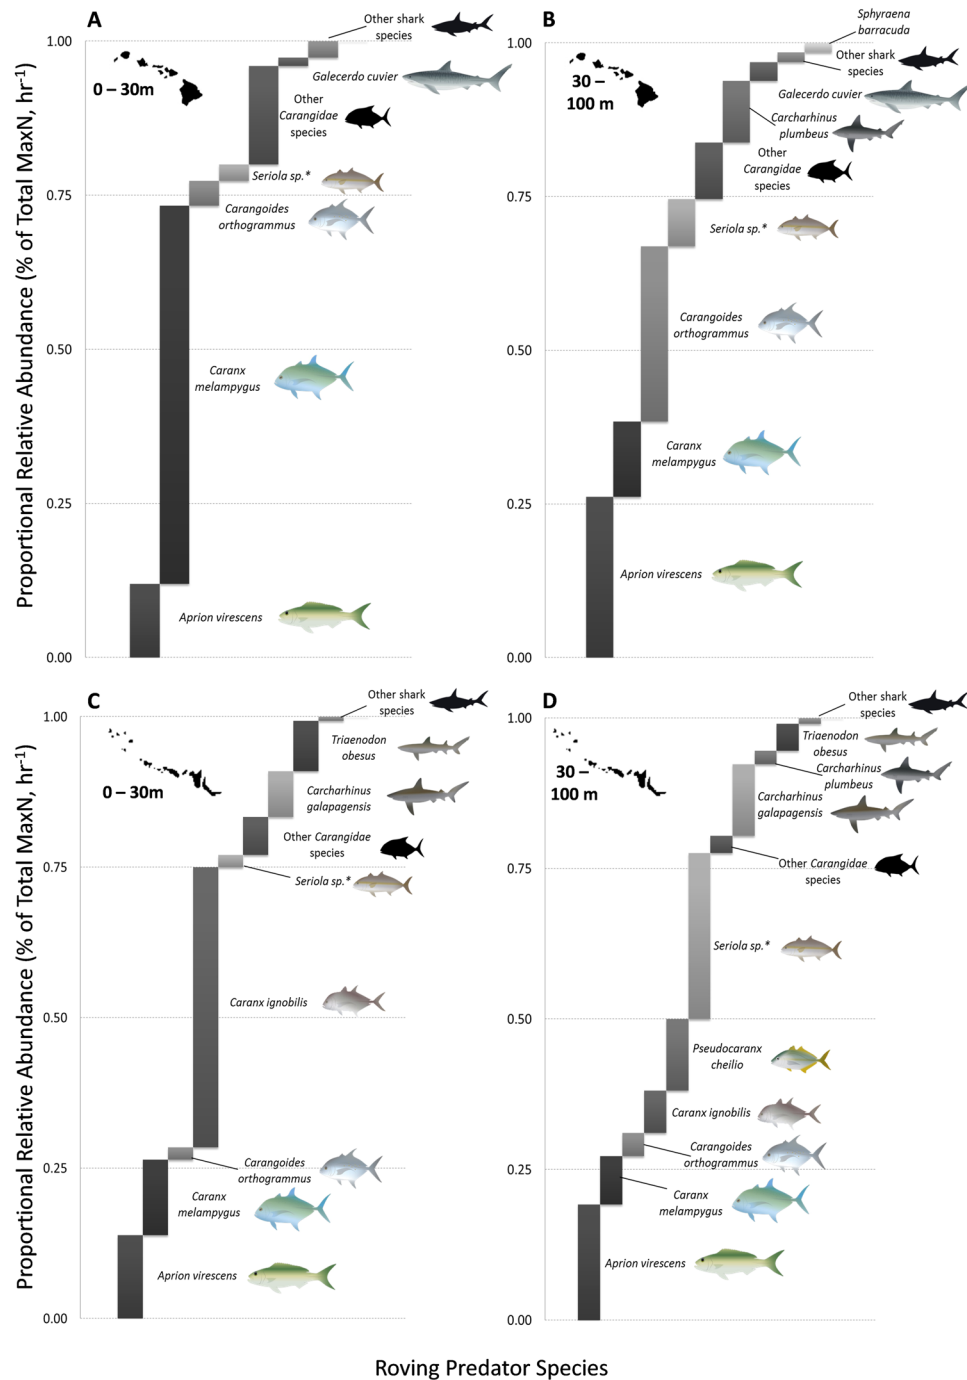 A
0 – 30m
Other shark
species
Galecerdo cuvier
Other
Carangidae
species
Seriola sp.*
Carangoides
orthogrammus
Caranx
melampygus
Aprion virescens
1.00
0.75
0.50
0.25
0.00
Proportional Relative Abundance (% of Total MaxN, hr-1)
B
30 –
100 m
Sphyraena
barracuda
Other shark
species
Galecerdo cuvier
Carcharhinus
plumbeus
Other
Carangidae
species
Seriola sp.*
Carangoides
orthogrammus
Caranx
melampygus
Aprion virescens
1.00
0.75
0.50
0.25
0.00
C
0 – 30m
Other shark
species
Triaenodon
obesus
Carcharhinus
galapagensis
Other Carangidae
species
Seriola sp.*
Caranx ignobilis
Carangoides
orthogrammus
Caranx
melampygus
Aprion virescens
1.00
0.75
0.50
0.25
0.00
Proportional Relative Abundance (% of Total MaxN, hr-1)
D
30 –
100 m
Other shark
species
Triaenodon
obesus
Carcharhinus
plumbeus
Carcharhinus
galapagensis
Other Carangidae
species
Seriola sp.*
Pseudocaranx
cheilio
Caranx ignobilis
Carangoides
orthogrammus
Caranx
melampygus
Aprion virescens
1.00
0.75
0.50
0.25
0.00
Roving Predator Species